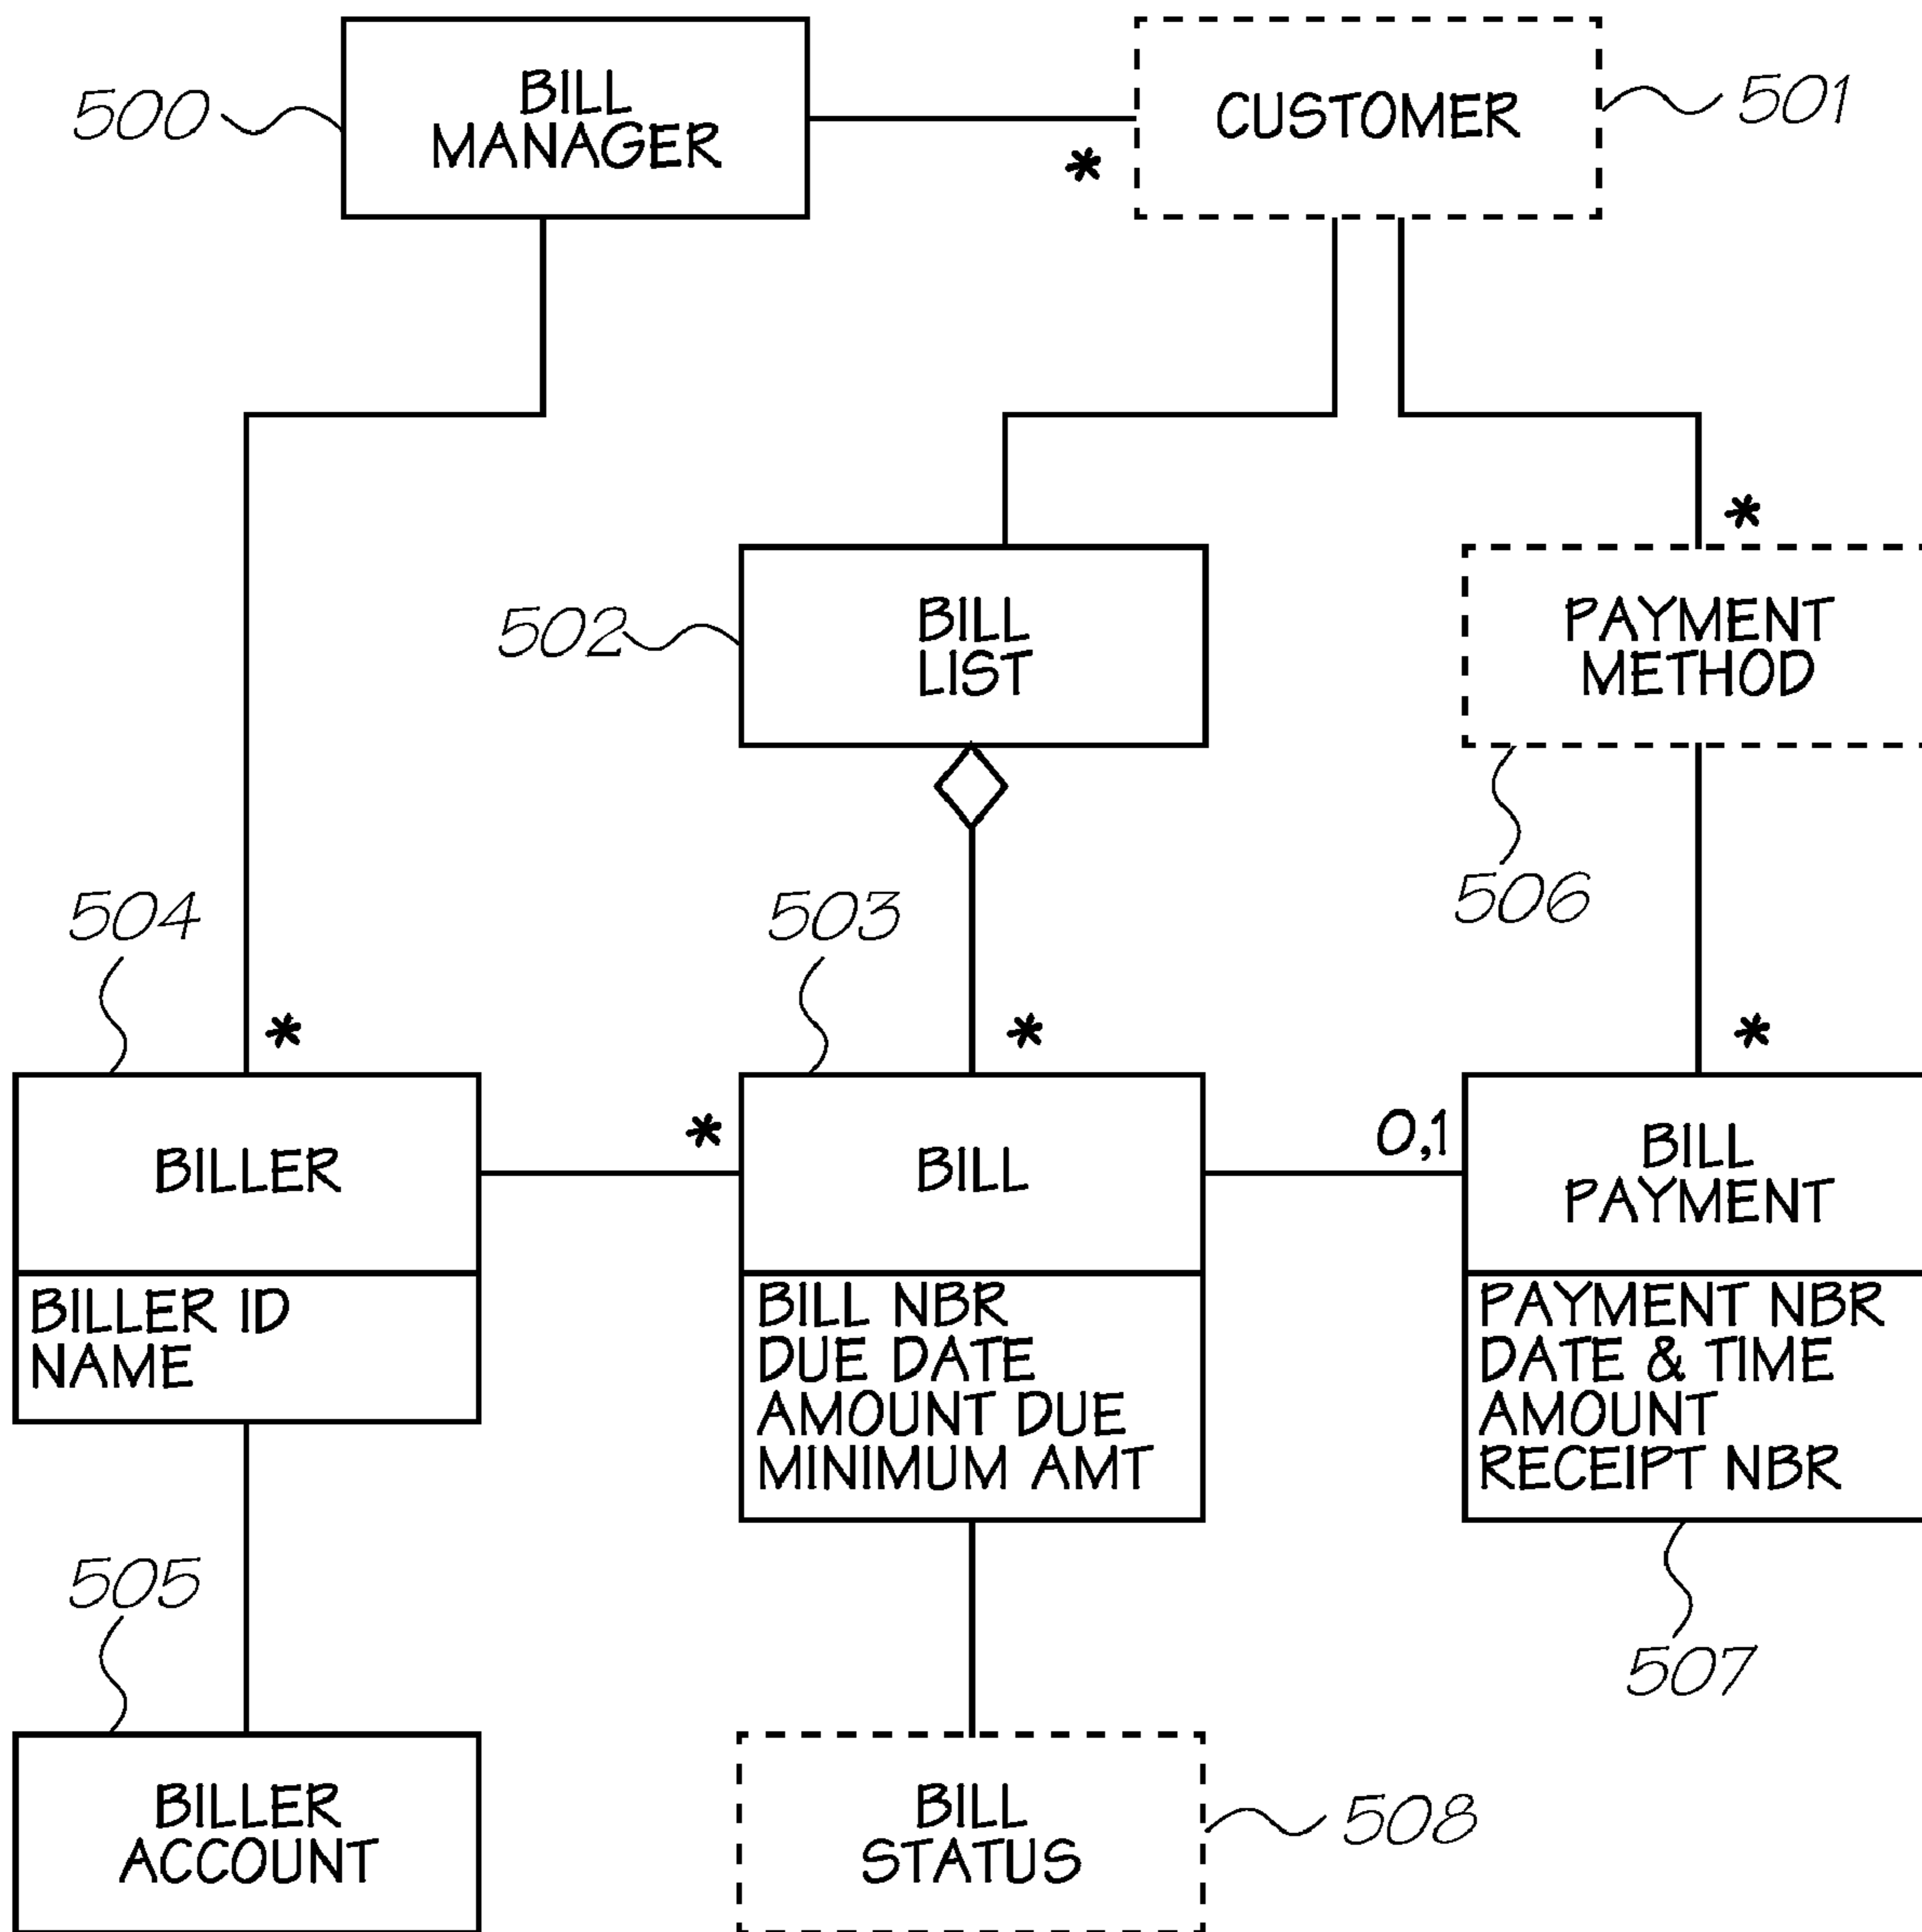 500
BILL
MANAGER
*
CUSTOMER
501
*
502
BILL
LIST
PAYMENT
METHOD
506
504
503
*
*
*
BILLER
*
BILL
0,1
BILL
PAYMENT
BILLER ID
NAME
BILL NBR
DUE DATE
AMOUNT DUE
MINIMUM AMT
PAYMENT NBR
DATE & TIME
AMOUNT
RECEIPT NBR
505
507
BILLER
ACCOUNT
BILL
STATUS
508